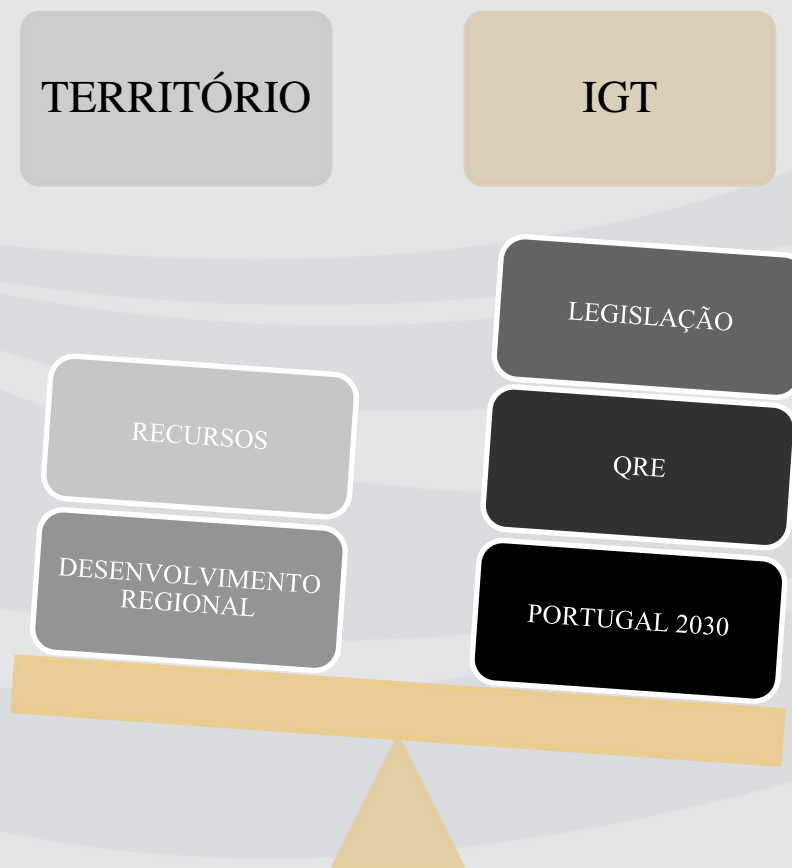 TERRITÓRIO
IGT
LEGISLAÇÃO
RECURSOS
QRE
DESENVOLVIMENTO
REGIONAL
PORTUGAL 2030